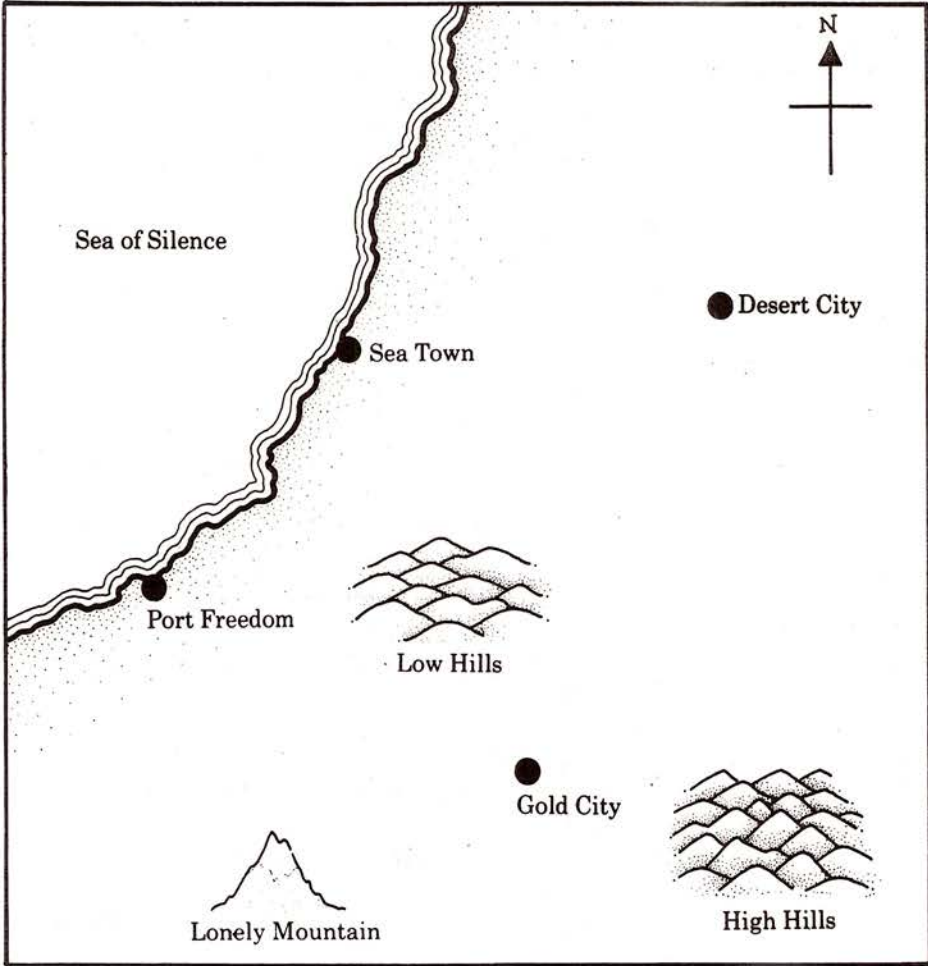 N
Sea of Silence
Desert City
Sea Town
Port Freedom
Low Hills
Gold City
High Hills
Lonely Mountain